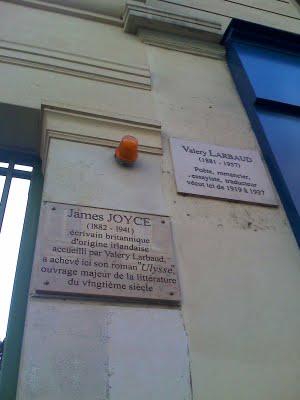 Valery LARBAUD
(1881 - 1957)
Poète, romancier,
essayiste, traducteur
vécut ici de 1919 à 1937
James JOYCE
(1882 - 1941)
écrivain britannique
d'origine irlandaise
accueilli par Valery Larbaud,
a achevé ici son roman "Ulysse",
ouvrage majeur de la littérature
du vingtième siècle